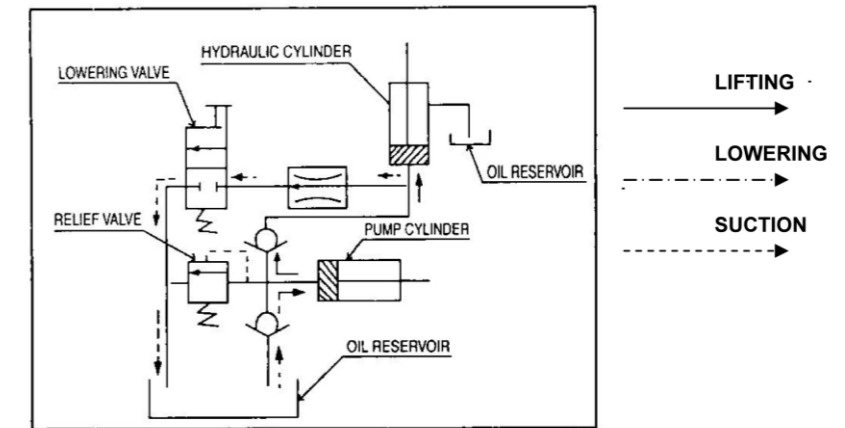 HYDRAULIC CYLINDER
LOWERING VALVE
LIFTING
LOWERING
OIL RESERVOIR
RELIEF VALVE
PUMP CYLINDER
SUCTION
OIL RESERVOIR